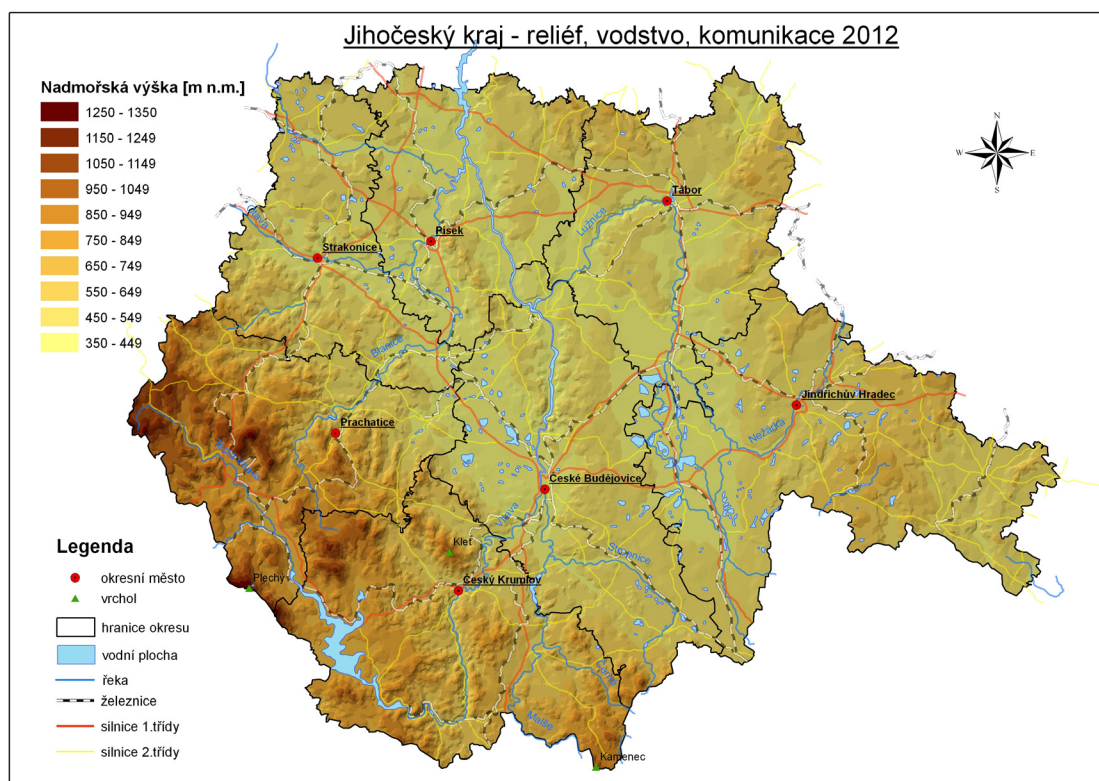 Jihočeský kraj - reliéf, vodstvo, komunikace 2012
Nadmořská výška [m n.m.]
1250 - 1350
1150 - 1249
1050 - 1149
950 - 1049
850 - 949
750 - 849
650 - 749
550 - 649
450 - 549
350 - 449
N
W
E
S
Tábor
Lužnice
Otava
Písek
Strakonice
Blanice
Jindřichův Hradec
Nežárka
Prachatice
České Budějovice
Vltava
Stropnice
Kleť
Český Krumlov
Plechý
Černá
Malše
Kamenec
Legenda
okresní město
vrchol
hranice okresu
vodní plocha
řeka
železnice
silnice 1.třídy
silnice 2.třídy